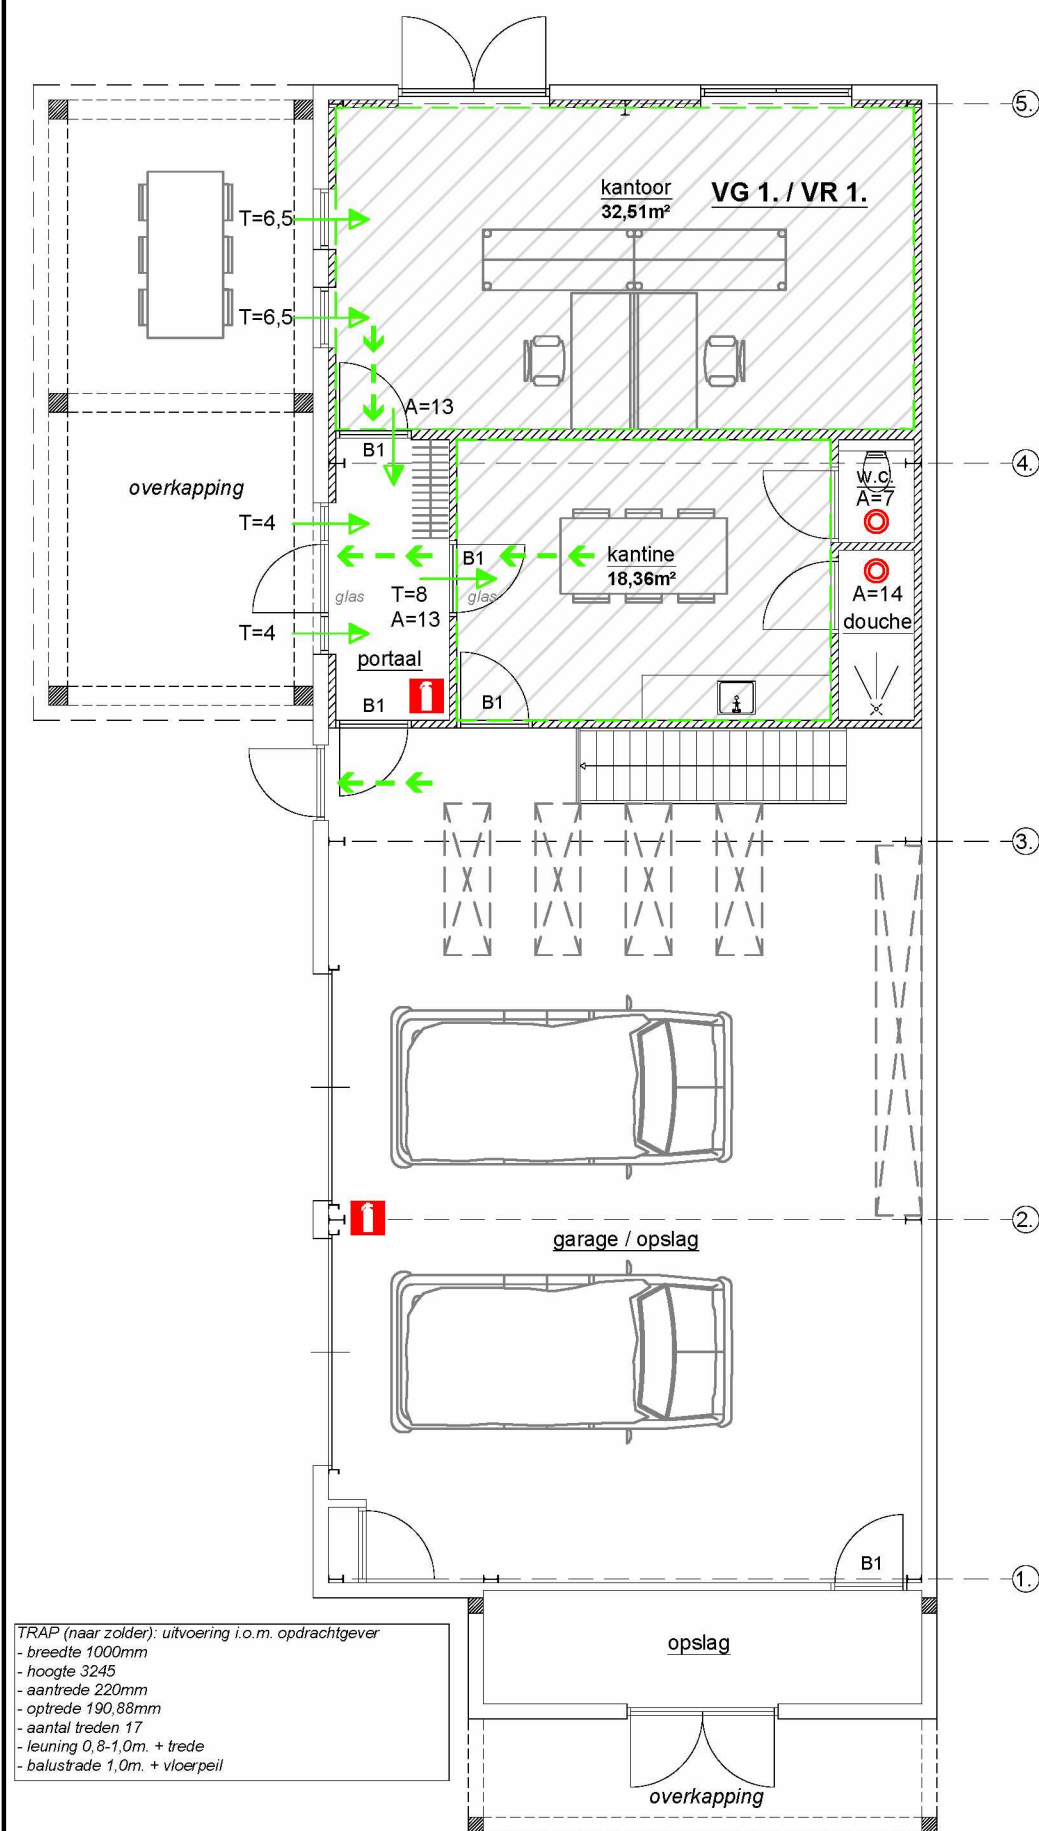 5.
kantoor
32,51m²
VG 1. / VR 1.
T=6,5
T=6,5
A=13
B1
4.
overkapping
w.c.
A=7
T=4
kantine
18,36m²
B1
glas
T=8
A=13
glas
A=14
douche
T=4
portaal
B1
B1
3.
2.
garage / opslag
B1
1.
TRAP (naar zolder): uitvoering i.o.m. opdrachtgever
- breedte 1000mm
- hoogte 3245
- aantrede 220mm
- optrede 190,88mm
- aantal treden 17
- leuning 0,8-1,0m. + trede
- balustrade 1,0m. + vloerpeil
opslag
overkapping